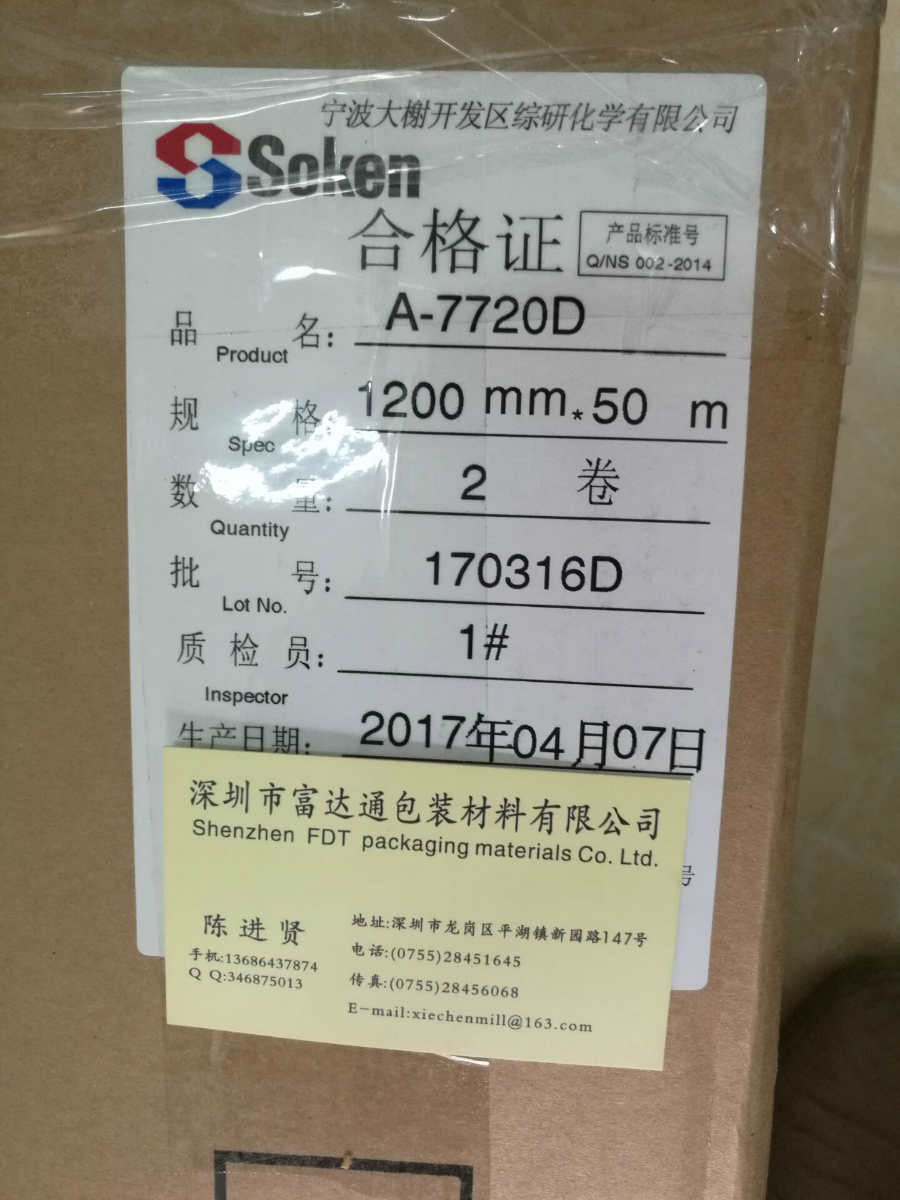 宁波大榭开发区综研化学有限公司
Soken
合格证
产品标准号
Q/NS 002-2014
品名: A-7720D
Product
规格: 1200 mm*50 m
Spec
数量: 2 卷
Quantity
批号: 170316D
Lot No.
质检员: 1#
Inspector
生产日期: 2017年04月07日
号
深圳市富达通包装材料有限公司
Shenzhen FDT packaging materials Co. Ltd.
陈进贤
手机:13686437874
Q Q:346875013
地址:深圳市龙岗区平湖镇新园路147号
电话:(0755)28451645
传真:(0755)28456068
E-mail:xiechenmill@163.com